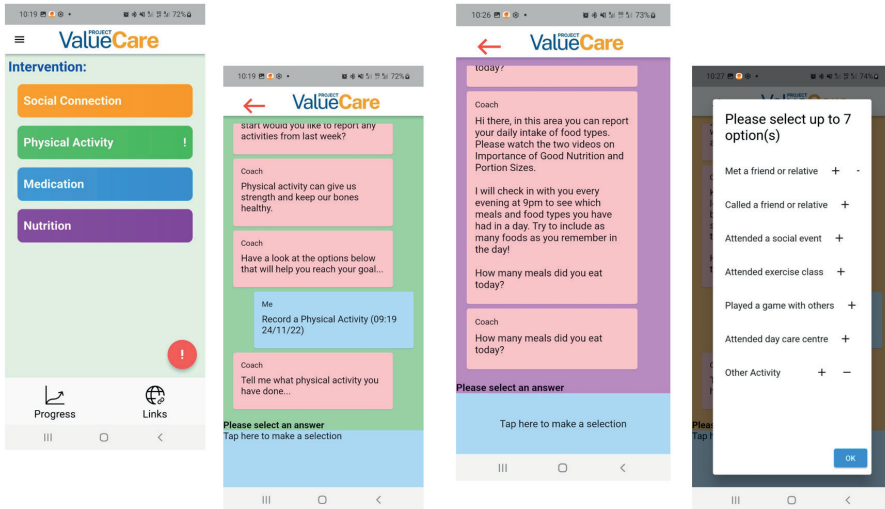 10:19
72%
PROJECT
ValueCare
Intervention:
Social Connection
Physical Activity !
Medication
Nutrition
!
Progress
Links
10:19
72%
PROJECT
ValueCare
start would you like to report any
activities from last week?
Coach
Physical activity can give us
strength and keep our bones
healthy.
Coach
Have a look at the options below
that will help you reach your goal...
Me
Record a Physical Activity (09:19
24/11/22)
Coach
Tell me what physical activity you
have done...
Please select an answer
Tap here to make a selection
10:26
73%
PROJECT
ValueCare
today?
Coach
Hi there, in this area you can report
your daily intake of food types.
Please watch the two videos on
Importance of Good Nutrition and
Portion Sizes.
I will check in with you every
evening at 9pm to see which
meals and food types you have
had in a day. Try to include as
many foods as you remember in
the day!
How many meals did you eat
today?
Coach
How many meals did you eat
today?
Please select an answer
Tap here to make a selection
10:27
74%
Please select up to 7
option(s)
Met a friend or relative + -
Called a friend or relative +
Attended a social event +
Attended exercise class +
Played a game with others +
Attended day care centre +
Other Activity + −
OK